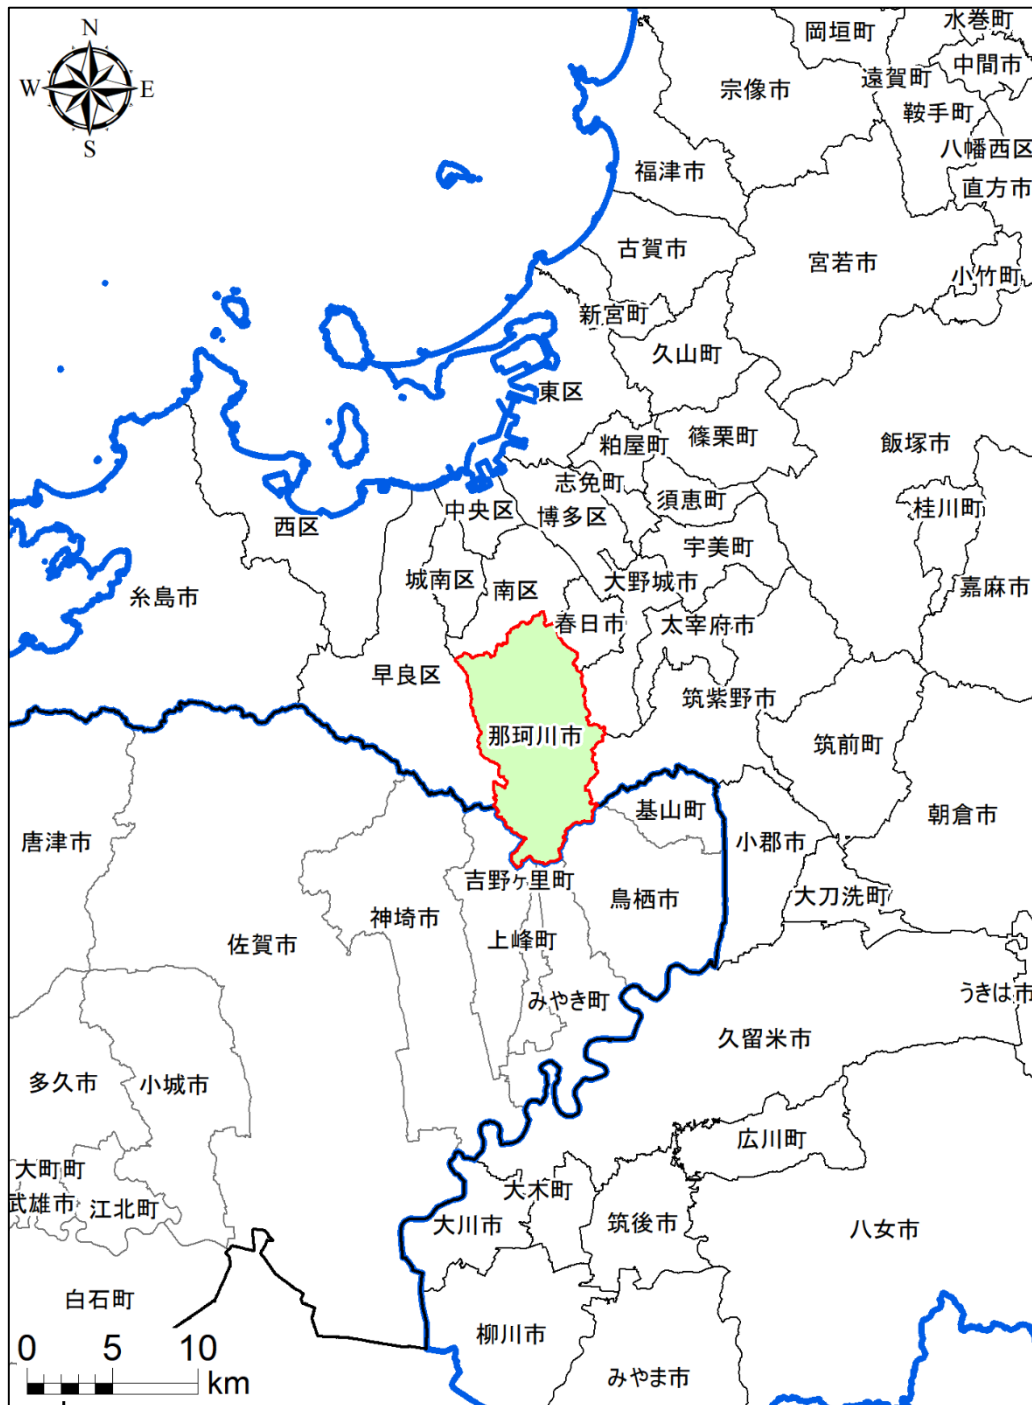 N
W
E
S
岡垣町
水巻町
中間市
遠賀町
宗像市
鞍手町
八幡西区
福津市
直方市
古賀市
宮若市
小竹町
新宮町
久山町
東区
篠栗町
粕屋町
飯塚市
志免町
須恵町
桂川町
中央区
博多区
西区
宇美町
城南区
南区
大野城市
嘉麻市
糸島市
春日市
太宰府市
早良区
筑紫野市
那珂川市
筑前町
基山町
朝倉市
唐津市
小郡市
吉野ヶ里町
鳥栖市
大刀洗町
神埼市
佐賀市
上峰町
みやき町
うきは市
久留米市
多久市
小城市
広川町
大町町
大木町
武雄市
江北町
大川市
筑後市
八女市
白石町
柳川市
みやま市
0 5 10
km